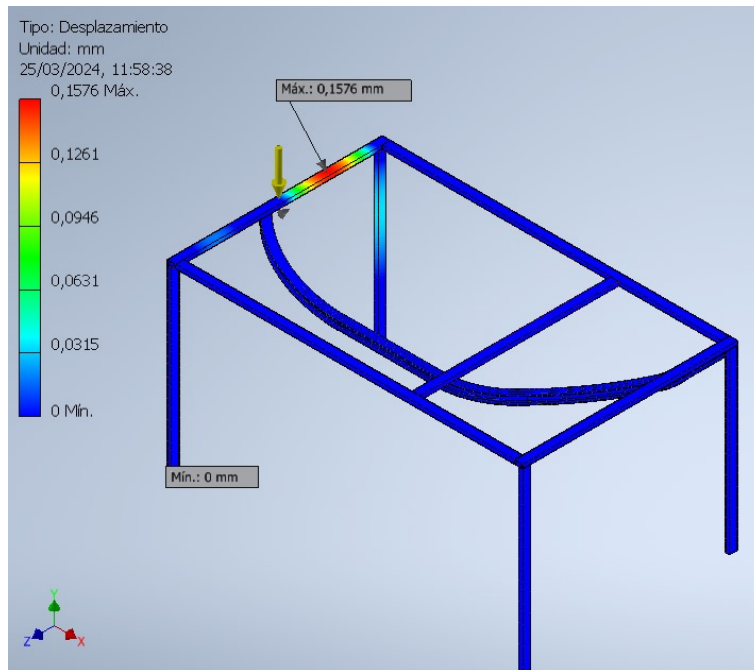 Tipo: Desplazamiento
Unidad: mm
25/03/2024, 11:58:38
0,1576 Máx.
0,1261
0,0946
0,0631
0,0315
0 Mín.
Máx.: 0,1576 mm
Mín.: 0 mm
Y
Z
X